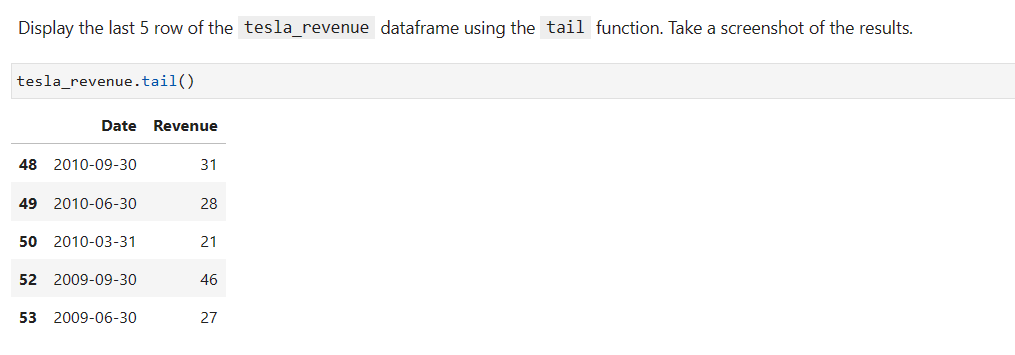 Display the last 5 row of the tesla_revenue dataframe using the tail function. Take a screenshot of the results.
tesla_revenue.tail()
Date Revenue
48 2010-09-30 31
49 2010-06-30 28
50 2010-03-31 21
52 2009-09-30 46
53 2009-06-30 27